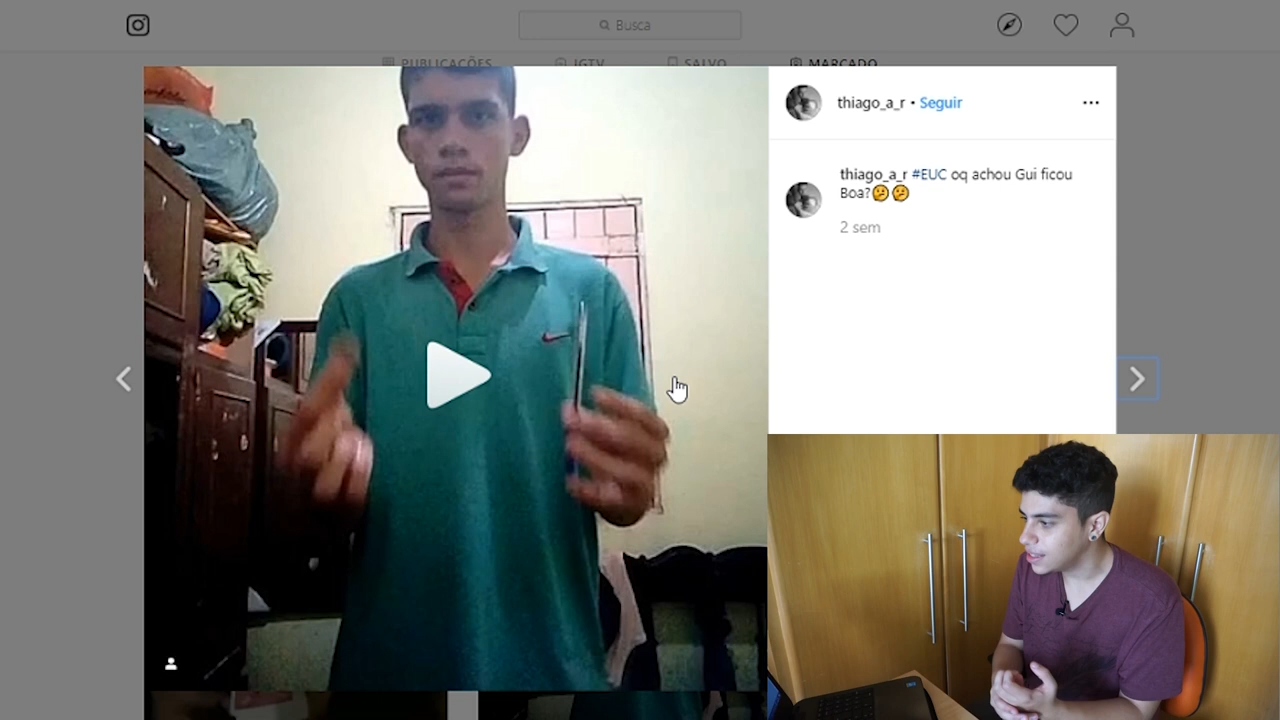 Busca
PUBLICAÇÕES IGTV SALVO MARCADO
thiago_a_r • Seguir
thiago_a_r #EUC oq achou Gui ficou
Boa?🤔🤔
2 sem